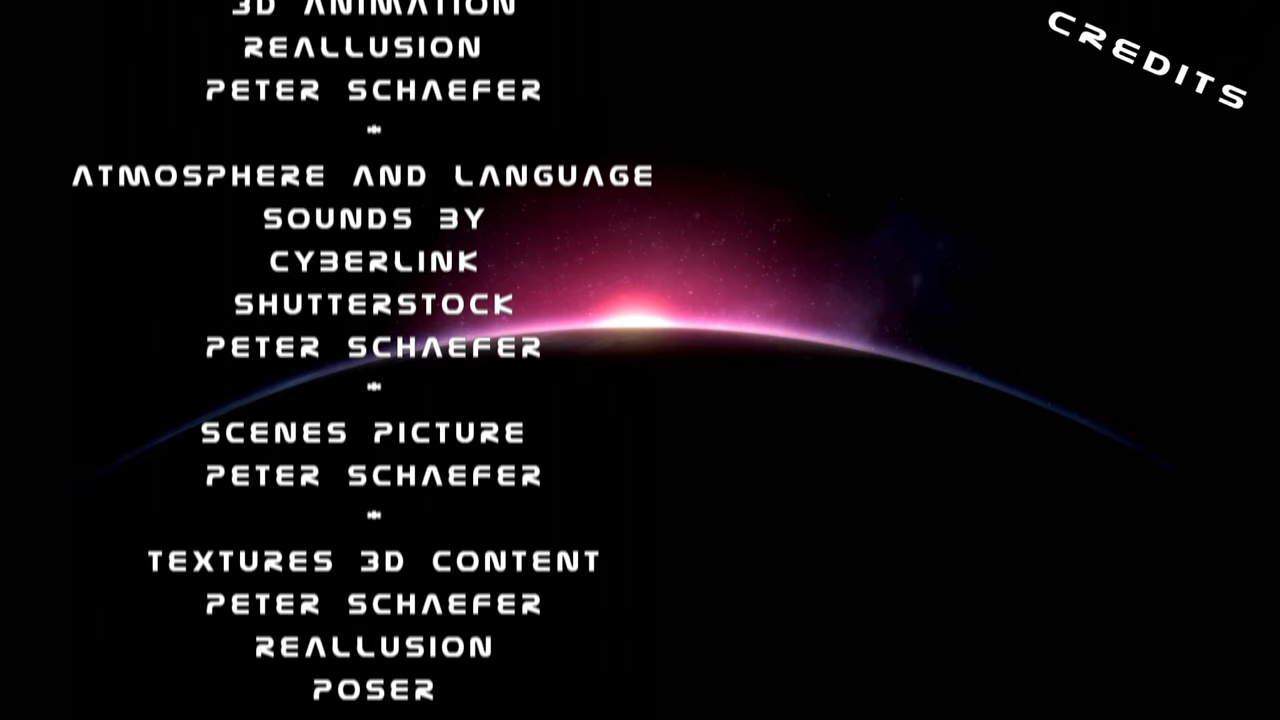 3D ANIMATION
REALLUSION
PETER SCHAEFER
*
ATMOSPHERE AND LANGUAGE
SOUNDS BY
CYBERLINK
SHUTTERSTOCK
PETER SCHAEFER
*
SCENES PICTURE
PETER SCHAEFER
*
TEXTURES 3D CONTENT
PETER SCHAEFER
REALLUSION
POSER
CREDITS